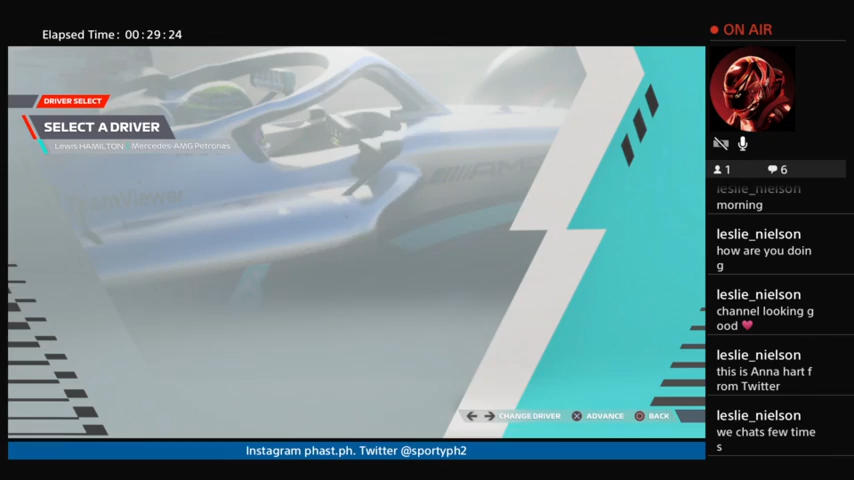 Elapsed Time: 00:29:24
ON AIR
DRIVER SELECT
SELECT A DRIVER
Lewis HAMILTON Mercedes-AMG Petronas
TeamViewer
AMG
1 6
leslie_nielson
morning
leslie_nielson
how are you doin
g
leslie_nielson
channel looking g
ood ❤
leslie_nielson
this is Anna hart f
rom Twitter
leslie_nielson
we chats few time
s
CHANGE DRIVER ADVANCE BACK
Instagram phast.ph. Twitter @sportyph2